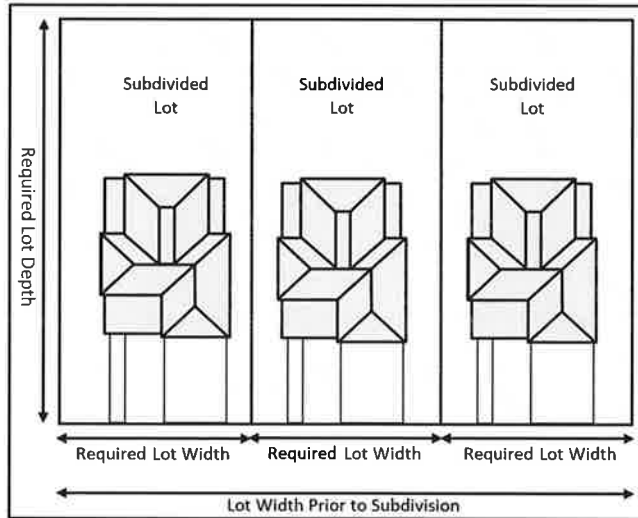 Subdivided
Lot
Subdivided
Lot
Subdivided
Lot
Required Lot Depth
Required Lot Width
Required Lot Width
Required Lot Width
Lot Width Prior to Subdivision